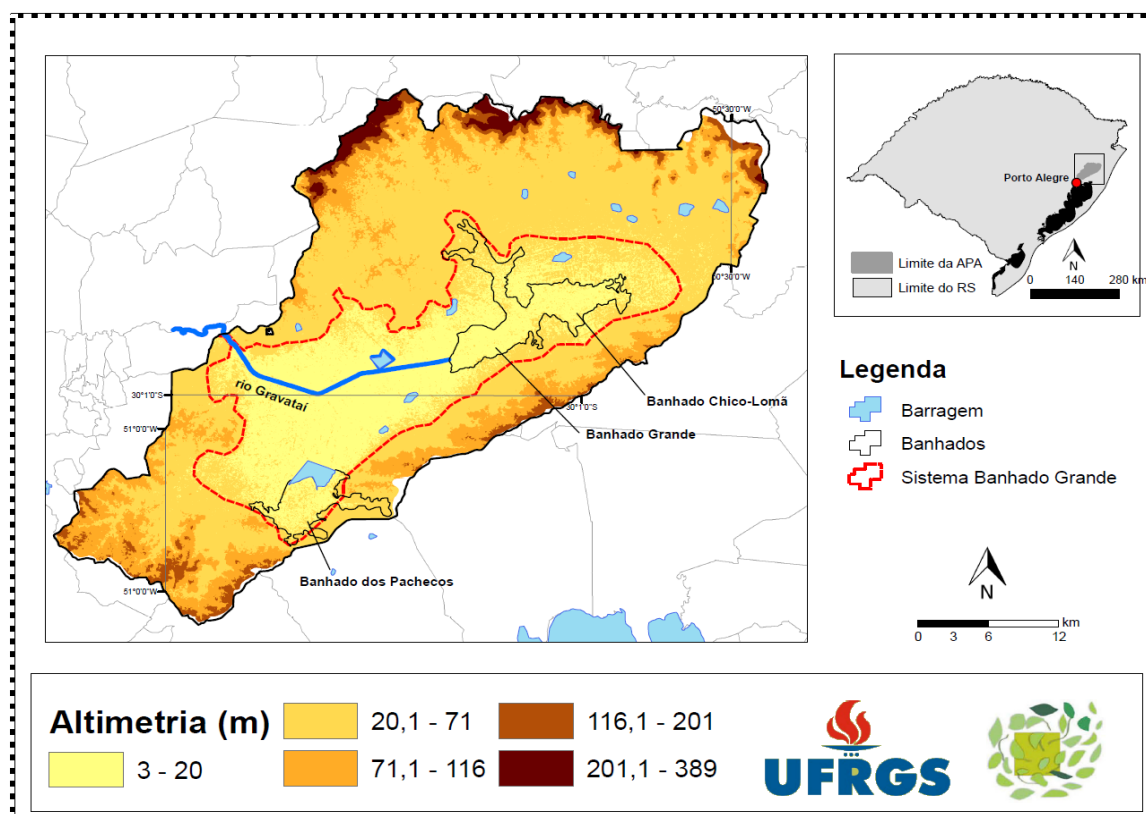 50°30'0"W
50°30'0"W
rio Gravataí
30°1'0"S
51°0'0"W
30°1'0"S
Banhado Chico-Lomã
Banhado Grande
Banhado dos Pachecos
51°0'0"W
Porto Alegre
Limite da APA
Limite do RS
N
0 140 280 km
Legenda
Barragem
Banhados
Sistema Banhado Grande
N
km
0 3 6 12
Altimetria (m)
3 - 20
20,1 - 71
71,1 - 116
116,1 - 201
201,1 - 389
UFRGS